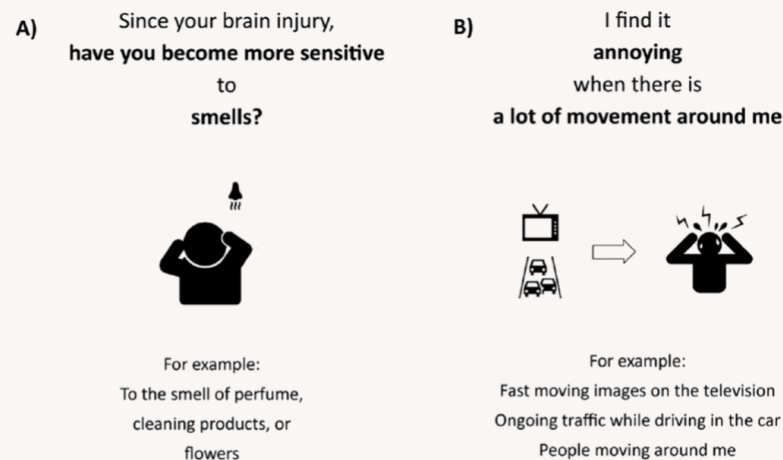 A)
Since your brain injury,
have you become more sensitive
to
smells?
For example:
To the smell of perfume,
cleaning products, or
flowers
B)
I find it
annoying
when there is
a lot of movement around me
For example:
Fast moving images on the television
Ongoing traffic while driving in the car
People moving around me